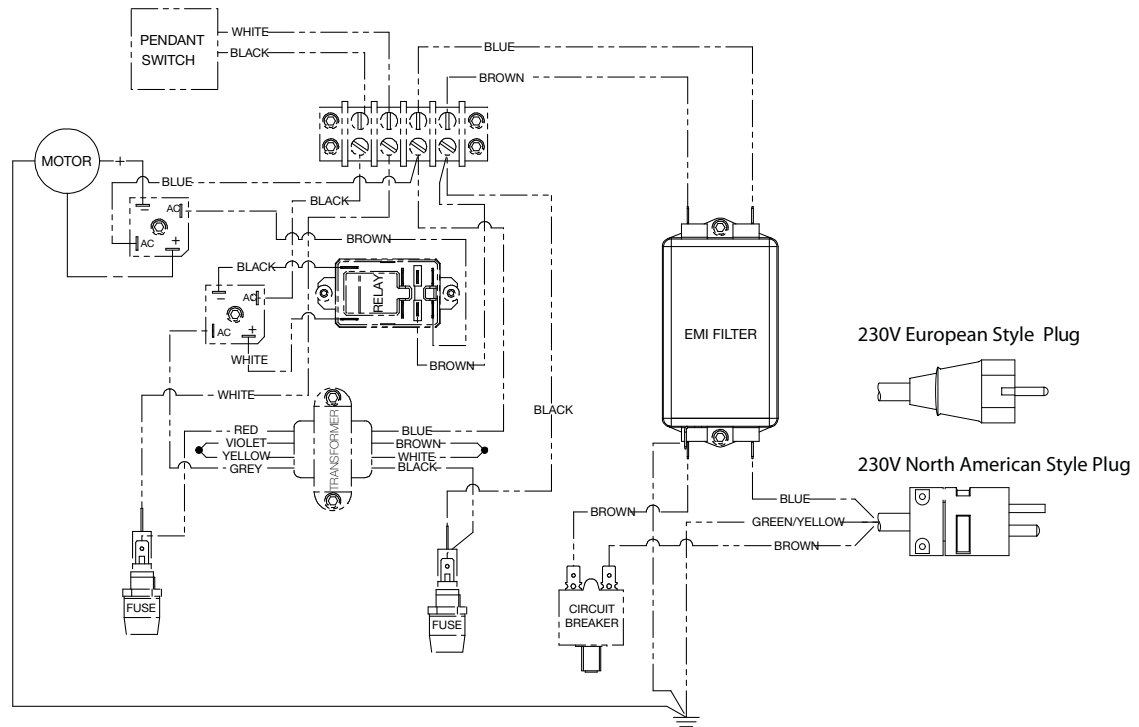 PENDANT
SWITCH
WHITE
BLACK
BLUE
BROWN
MOTOR
+
BLUE
BLACK
–
AC
AC
+
BROWN
BLACK
RELAY
–
AC
AC
+
WHITE
BROWN
EMI FILTER
230V European Style Plug
WHITE
BLACK
RED
VIOLET
YELLOW
GREY
TRANSFORMER
BLUE
BROWN
WHITE
BLACK
230V North American Style Plug
BLUE
BROWN
GREEN/YELLOW
BROWN
FUSE
FUSE
CIRCUIT
BREAKER